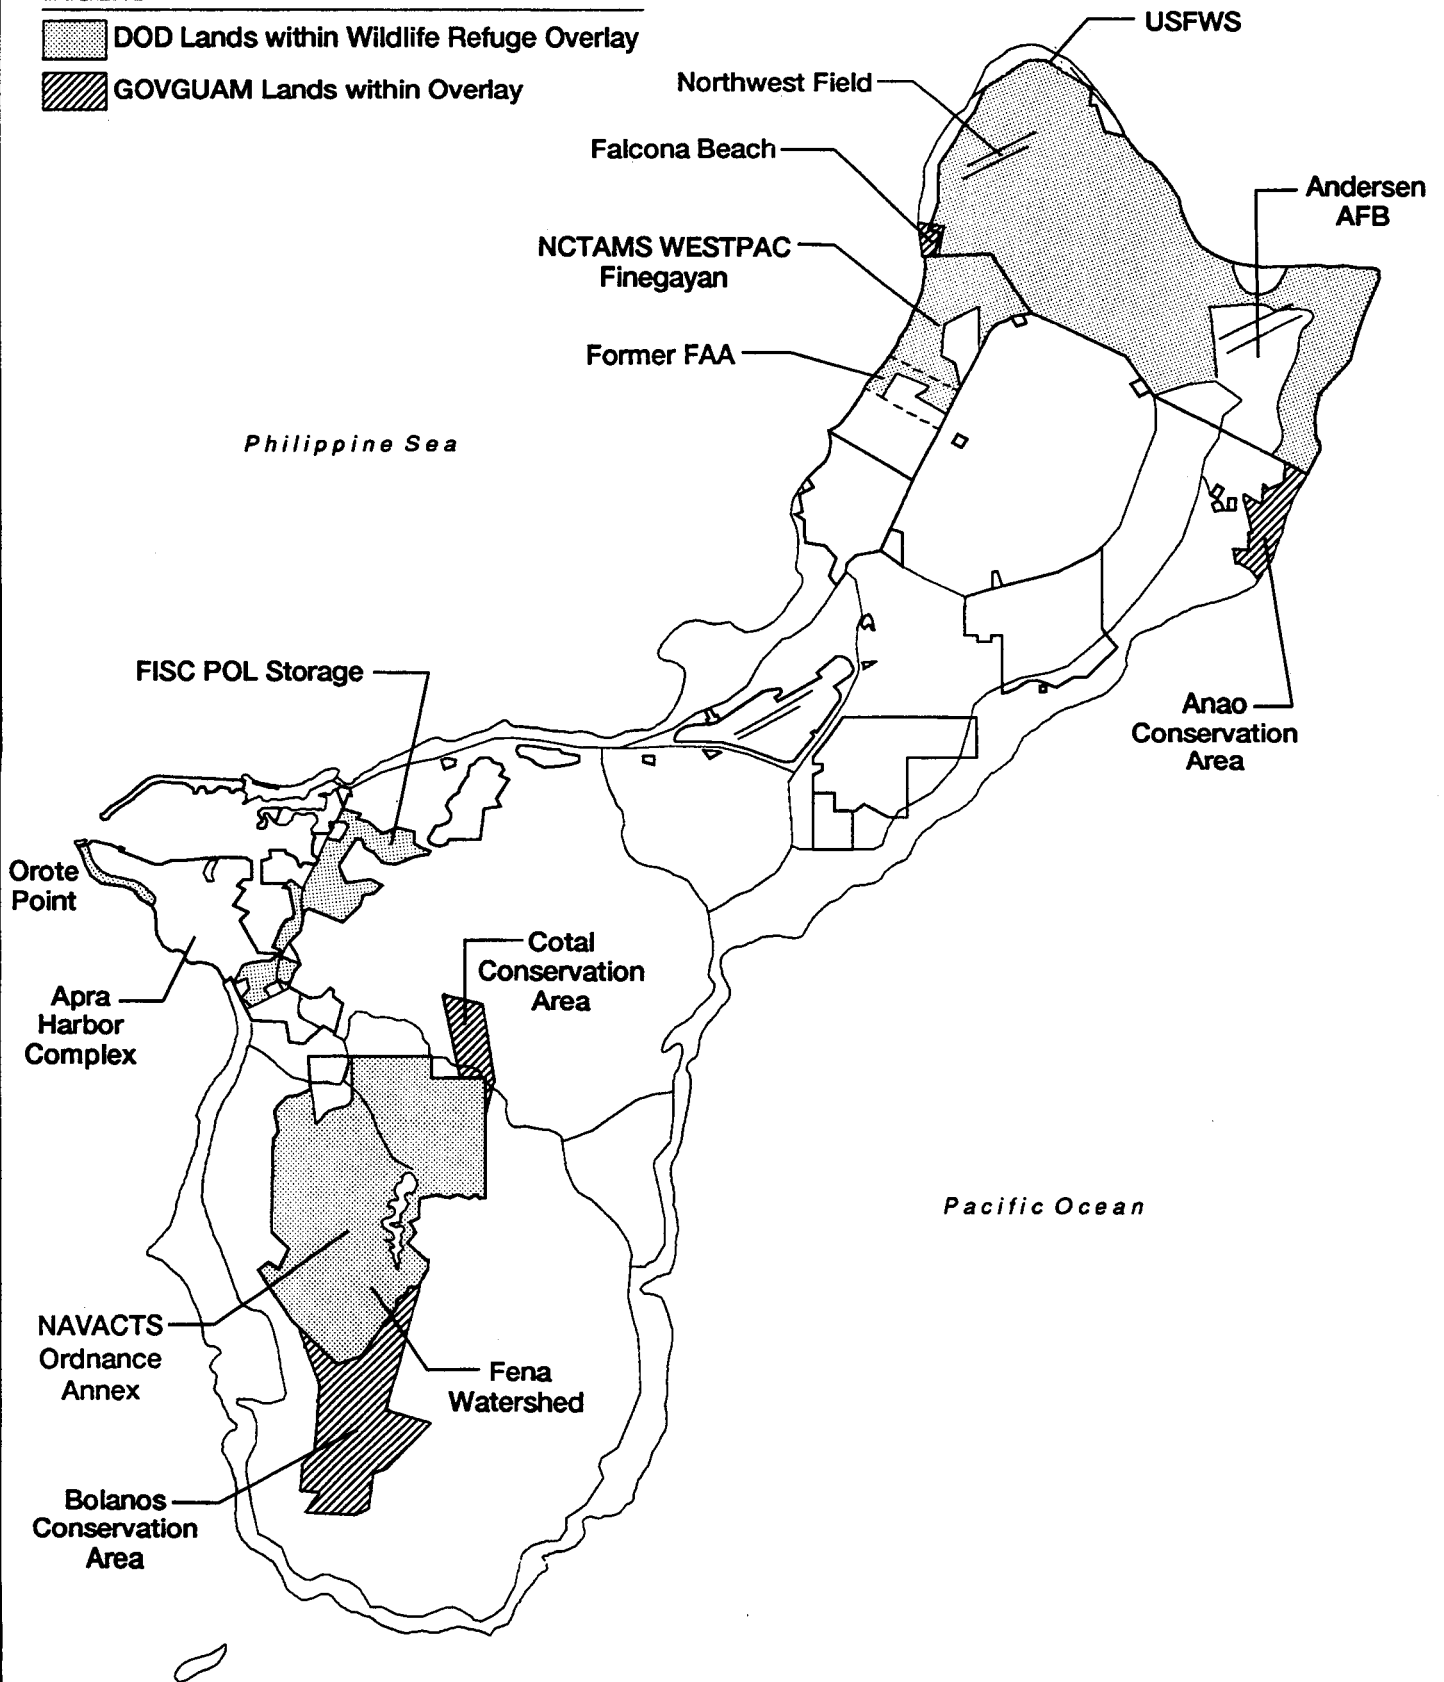 DOD Lands within Wildlife Refuge Overlay
GOVGUAM Lands within Overlay
USFWS
Northwest Field
Falcona Beach
Andersen
AFB
NCTAMS WESTPAC
Finegayan
Former FAA
Philippine Sea
FISC POL Storage
Anao
Conservation
Area
Orote
Point
Cotal
Conservation
Area
Apra
Harbor
Complex
Pacific Ocean
NAVACTS
Ordnance
Annex
Fena
Watershed
Bolanos
Conservation
Area